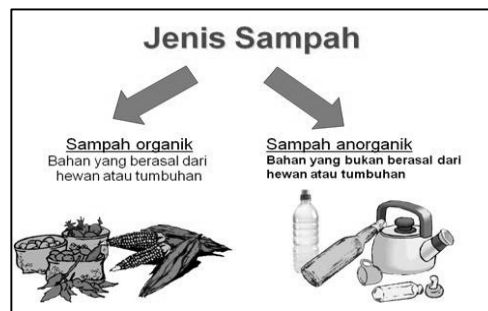 Jenis Sampah
Sampah organik
Bahan yang berasal dari
hewan atau tumbuhan
Sampah anorganik
Bahan yang bukan berasal dari
hewan atau tumbuhan